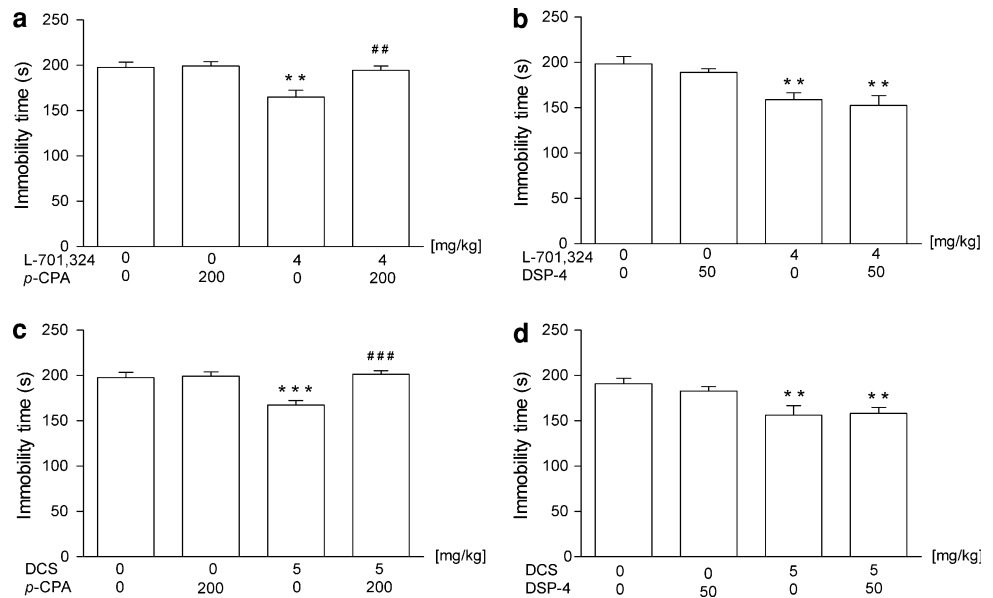 a
Immobility time (s)
250
200
150
100
50
0
**
##
[mg/kg]
L-701,324 0 0 4 4
p-CPA 0 200 0 200
b
Immobility time (s)
250
200
150
100
50
0
**
**
[mg/kg]
L-701,324 0 0 4 4
DSP-4 0 50 0 50
c
Immobility time (s)
250
200
150
100
50
0
***
###
[mg/kg]
DCS 0 0 5 5
p-CPA 0 200 0 200
d
Immobility time (s)
250
200
150
100
50
0
**
**
[mg/kg]
DCS 0 0 5 5
DSP-4 0 50 0 50